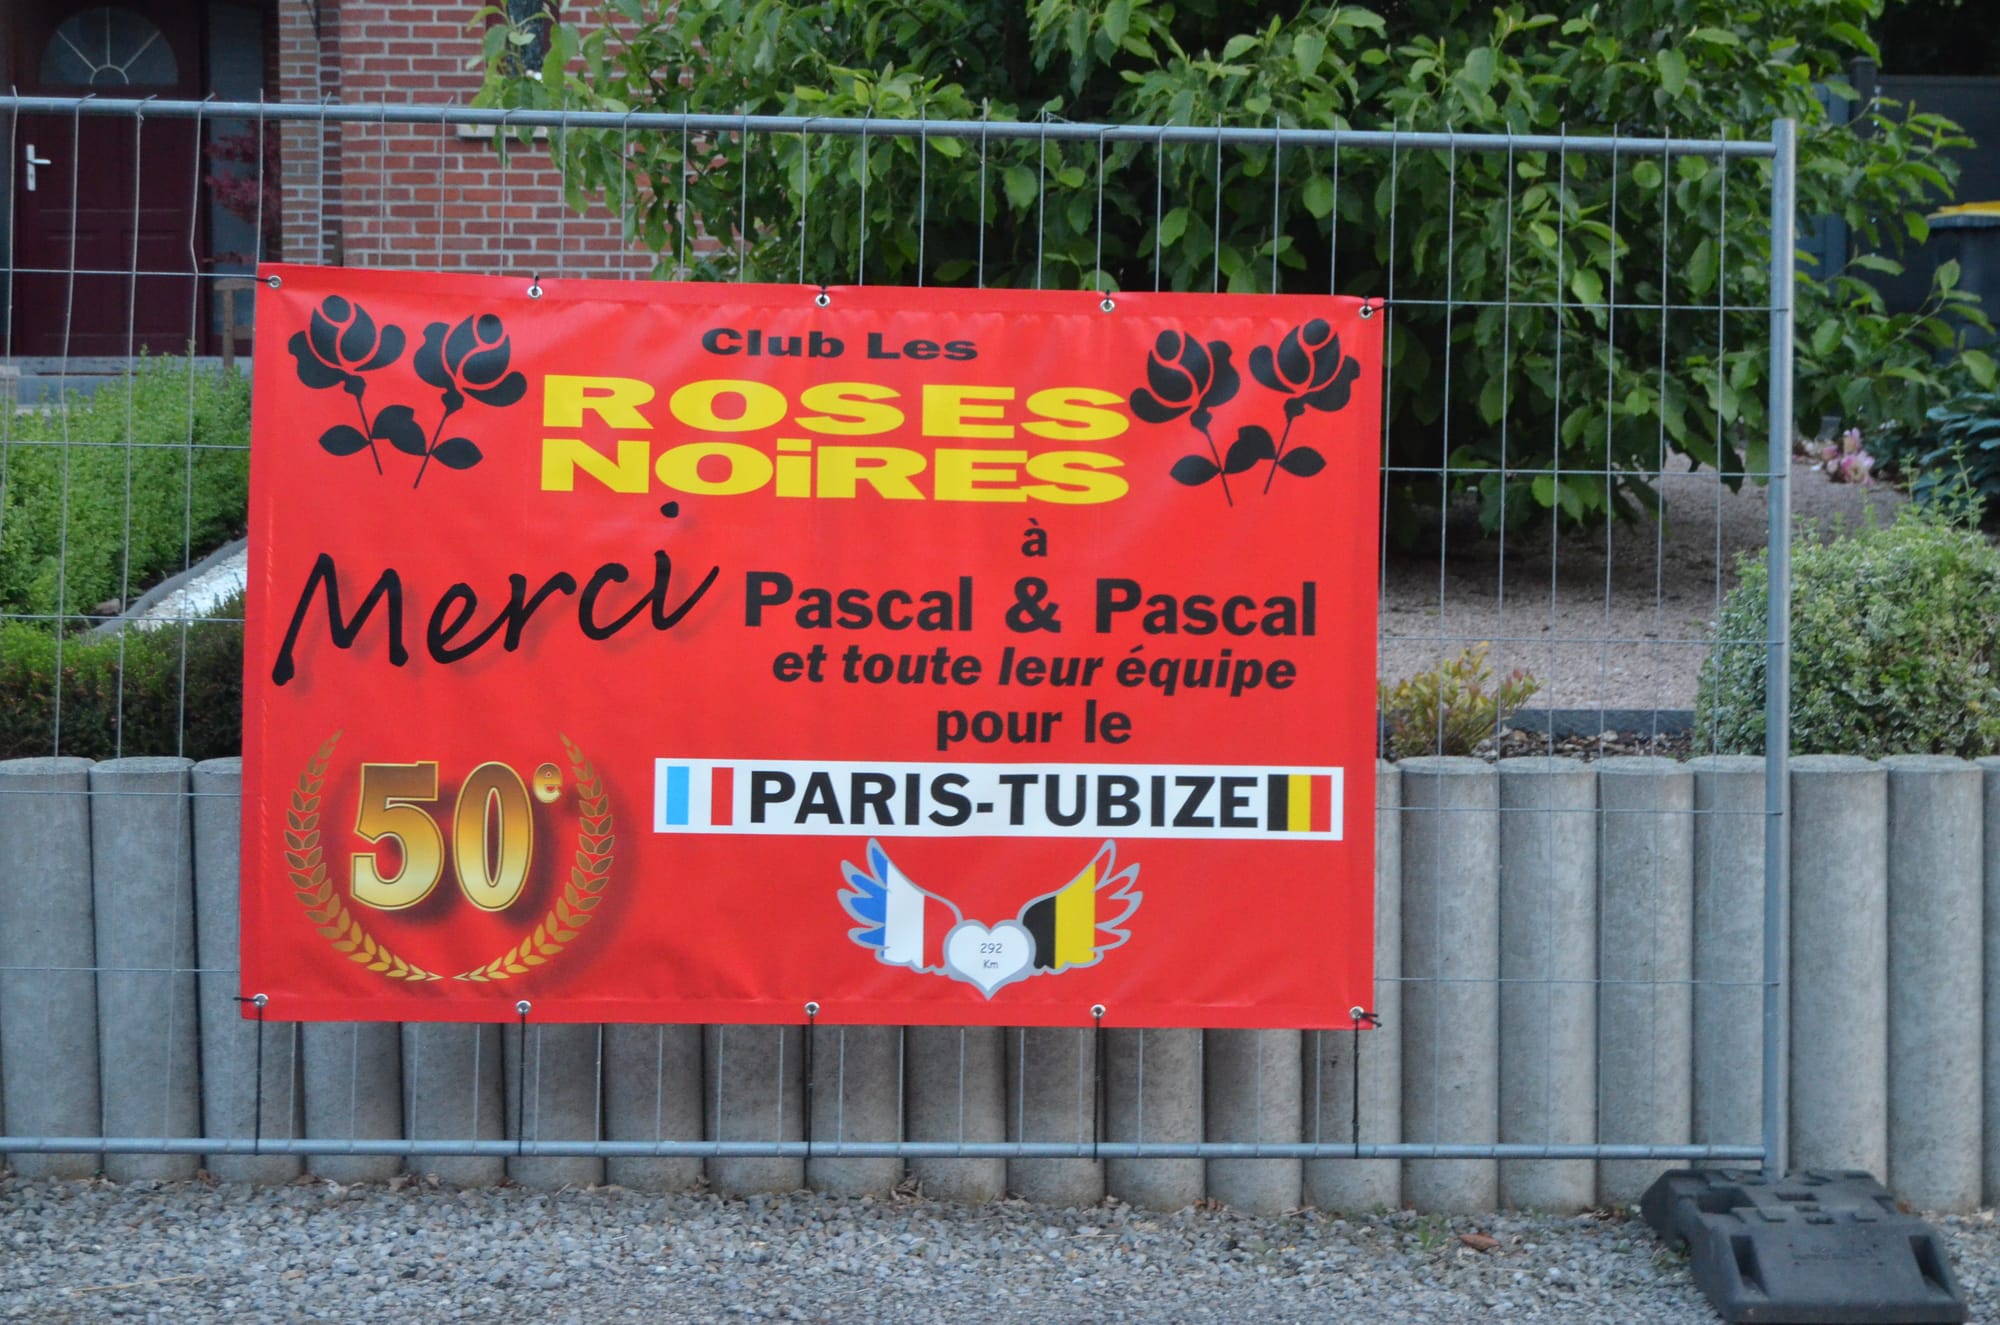 Club Les
ROSES
NOiRES
à
Merci Pascal & Pascal
et toute leur équipe
pour le
50e
PARIS-TUBIZE
292
Km